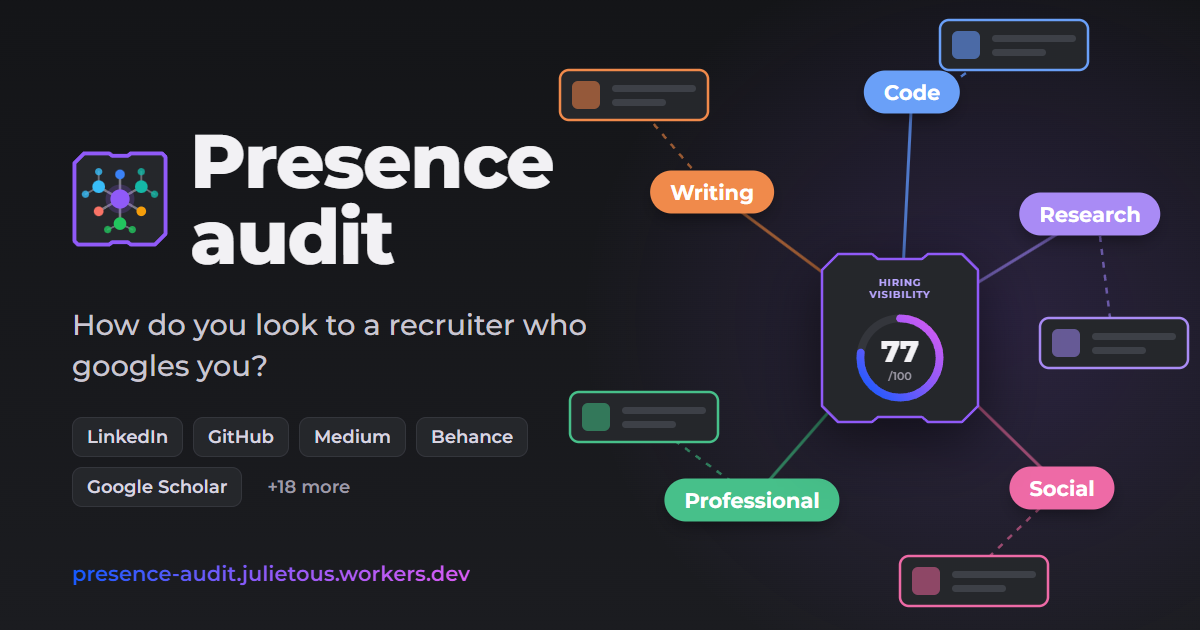 Presence
audit
How do you look to a recruiter who
googles you?
LinkedIn
GitHub
Medium
Behance
Google Scholar
+18 more
presence-audit.julietous.workers.dev
Code
Writing
Research
HIRING
VISIBILITY
77
/100
Professional
Social